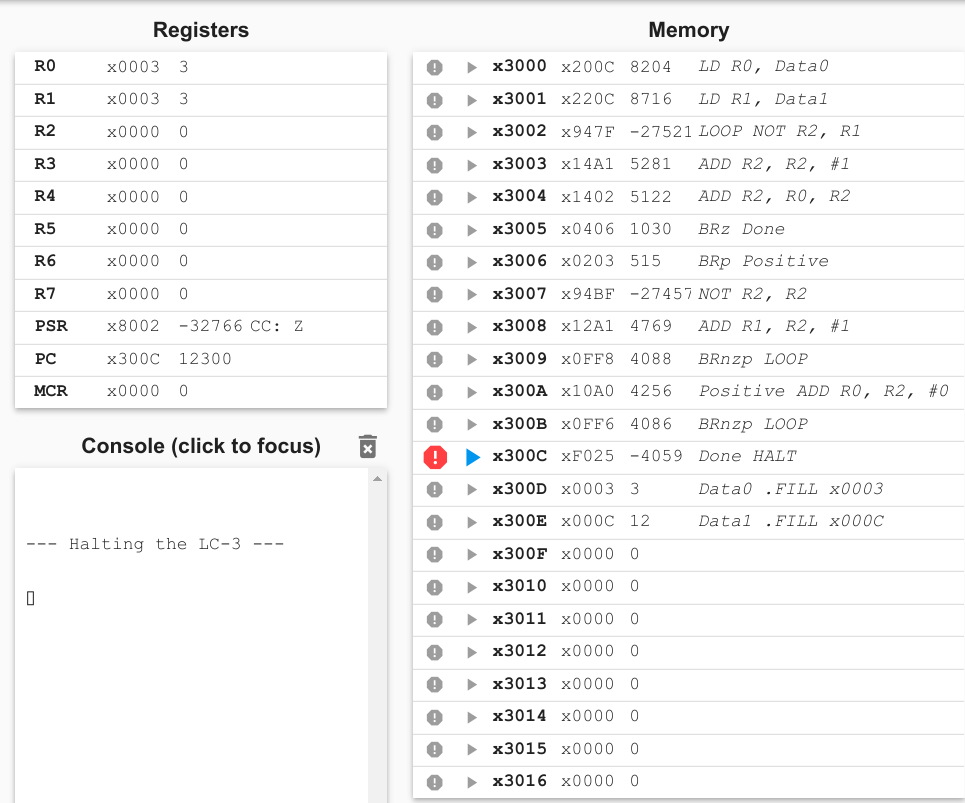 Registers
R0 x0003 3
R1 x0003 3
R2 x0000 0
R3 x0000 0
R4 x0000 0
R5 x0000 0
R6 x0000 0
R7 x0000 0
PSR x8002 -32766 CC: Z
PC x300C 12300
MCR x0000 0
Console (click to focus)
--- Halting the LC-3 ---
Memory
x3000 x200C 8204 LD R0, Data0
x3001 x220C 8716 LD R1, Data1
x3002 x947F -27521 LOOP NOT R2, R1
x3003 x14A1 5281 ADD R2, R2, #1
x3004 x1402 5122 ADD R2, R0, R2
x3005 x0406 1030 BRz Done
x3006 x0203 515 BRp Positive
x3007 x94BF -27457 NOT R2, R2
x3008 x12A1 4769 ADD R1, R2, #1
x3009 x0FF8 4088 BRnzp LOOP
x300A x10A0 4256 Positive ADD R0, R2, #0
x300B x0FF6 4086 BRnzp LOOP
x300C xF025 -4059 Done HALT
x300D x0003 3 Data0 .FILL x0003
x300E x000C 12 Data1 .FILL x000C
x300F x0000 0
x3010 x0000 0
x3011 x0000 0
x3012 x0000 0
x3013 x0000 0
x3014 x0000 0
x3015 x0000 0
x3016 x0000 0